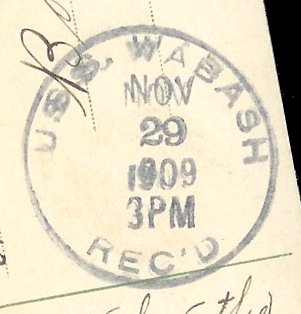 U.S.S. WABASH
NOV
29
1909
3PM
REC'D